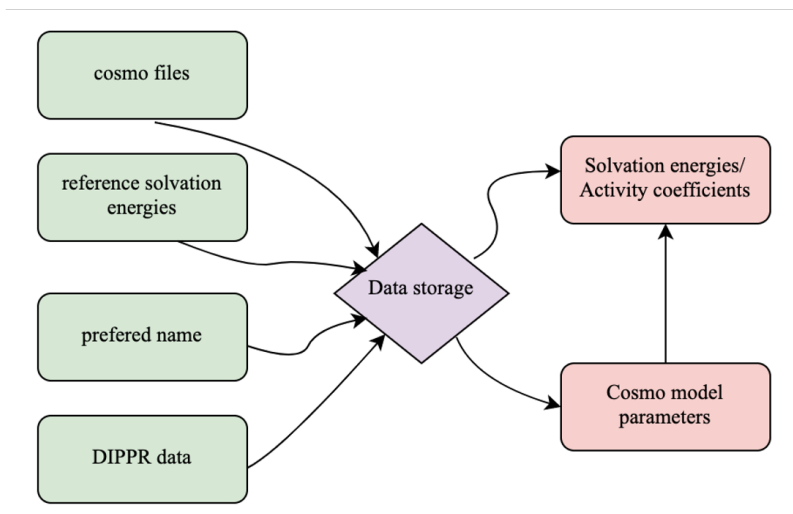 cosmo files
reference solvation
energies
prefered name
DIPPR data
Data storage
Solvation energies/
Activity coefficients
Cosmo model
parameters